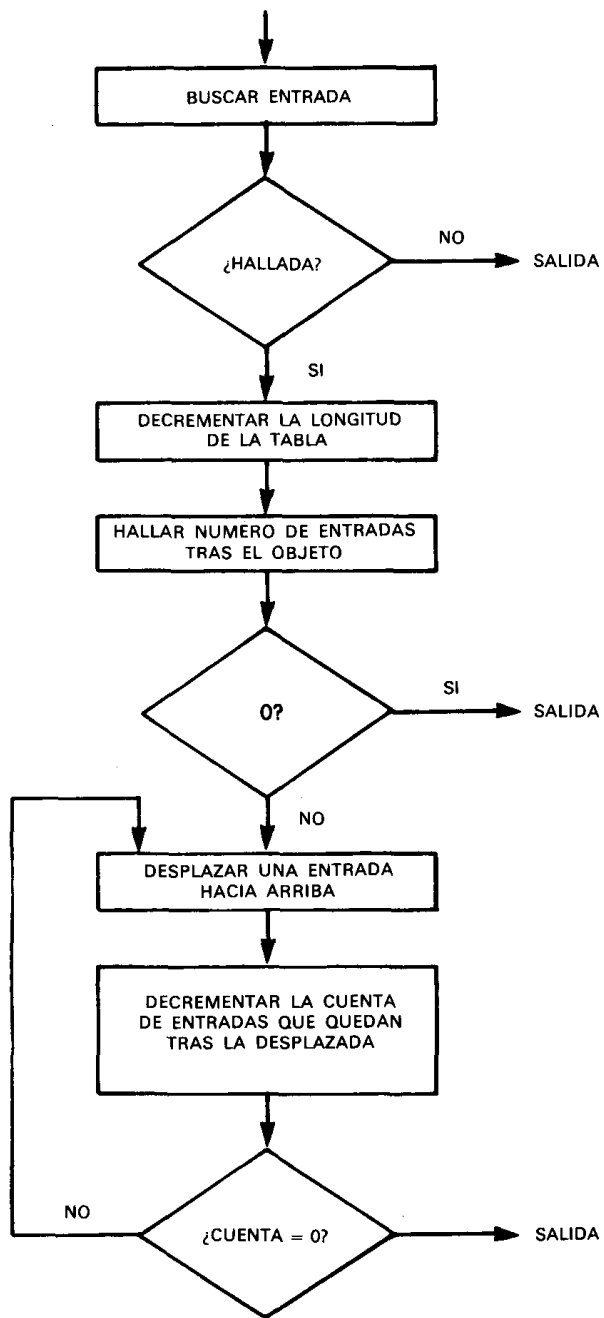 BUSCAR ENTRADA
¿HALLADA?
NO
SALIDA
SI
DECREMENTAR LA LONGITUD
DE LA TABLA
HALLAR NUMERO DE ENTRADAS
TRAS EL OBJETO
0?
SI
SALIDA
NO
DESPLAZAR UNA ENTRADA
HACIA ARRIBA
DECREMENTAR LA CUENTA
DE ENTRADAS QUE QUEDAN
TRAS LA DESPLAZADA
NO
¿CUENTA = 0?
SALIDA